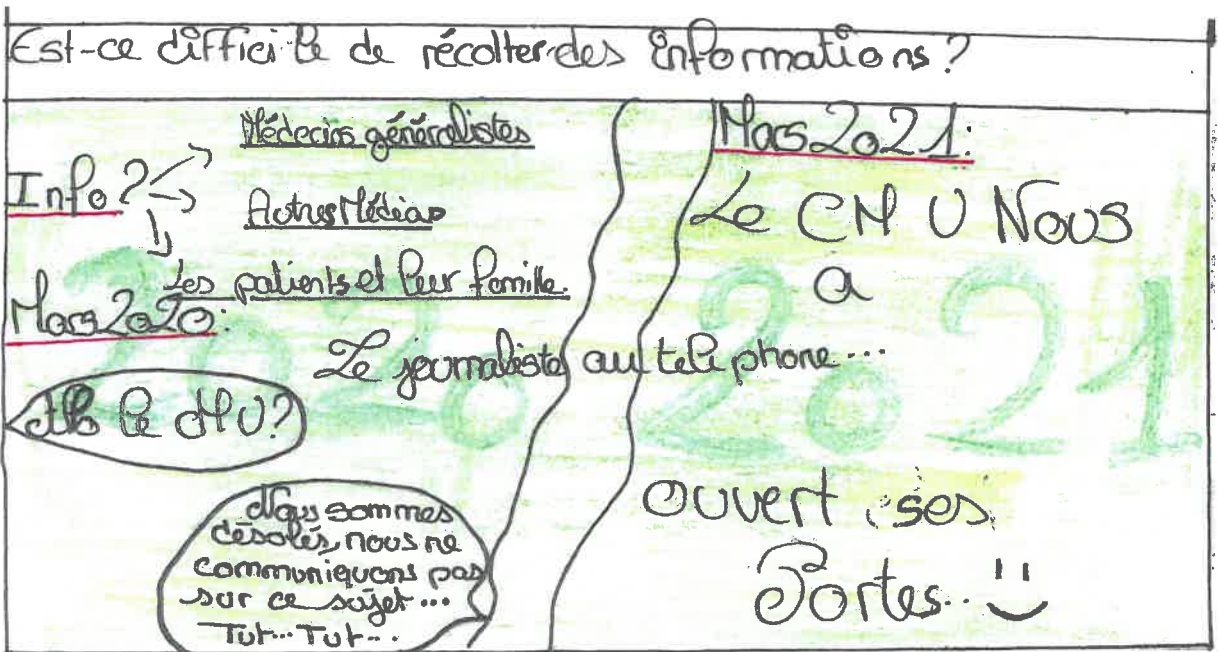 Est-ce difficile de récolter des informations ?
Médecins généralistes
Info ?
Autres Médias
Les patients et leur famille.
Mars 2020:
Le journaliste au téléphone...
Allo le CMU ?
Nous sommes
désolés, nous ne
communiquons pas
sur ce sujet...
Tut... Tut...
Mars 2021:
Le CM U Nous
a
ouvert ses
Portes..
2020
2021